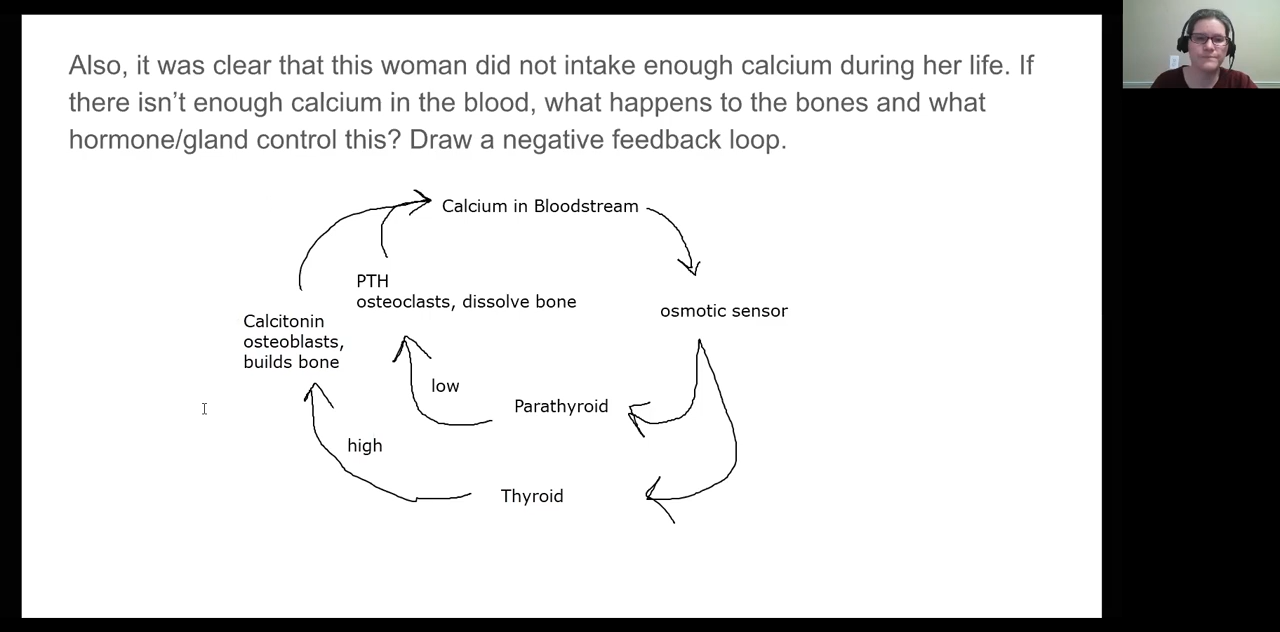 Also, it was clear that this woman did not intake enough calcium during her life. If
there isn’t enough calcium in the blood, what happens to the bones and what
hormone/gland control this? Draw a negative feedback loop.
Calcium in Bloodstream
PTH
osteoclasts, dissolve bone
osmotic sensor
Calcitonin
osteoblasts,
builds bone
low
Parathyroid
high
Thyroid